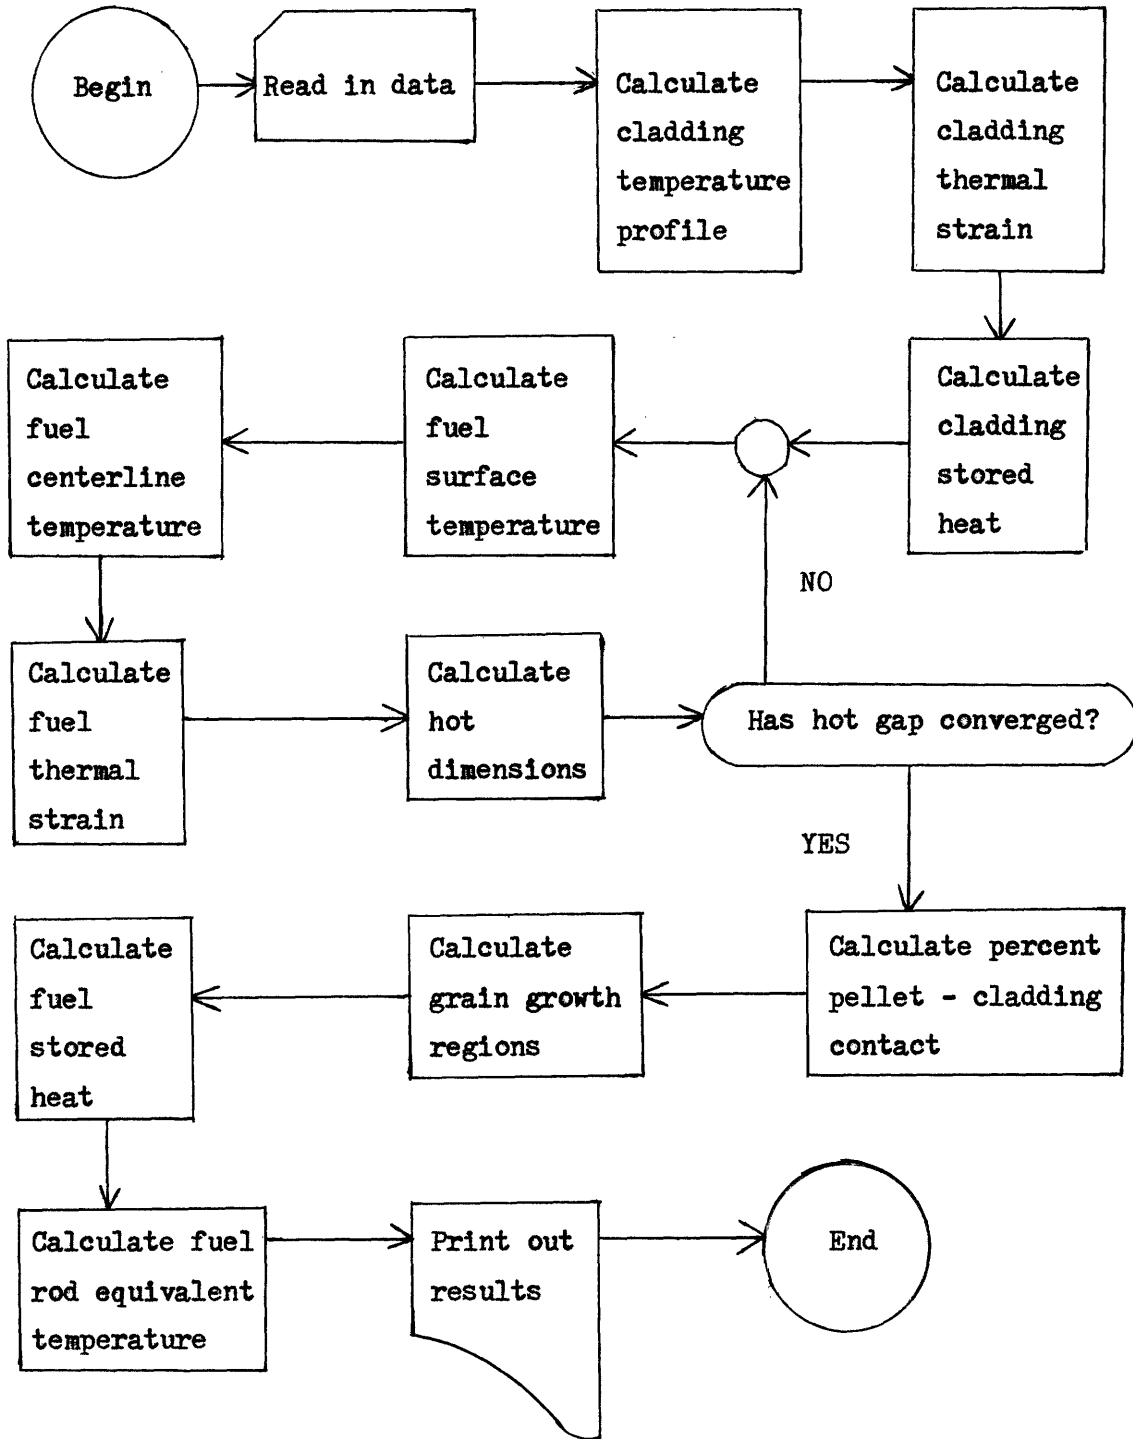 Begin
Read in data
Calculate
cladding
temperature
profile
Calculate
cladding
thermal
strain
Calculate
cladding
stored
heat
Calculate
fuel
surface
temperature
Calculate
fuel
centerline
temperature
Calculate
fuel
thermal
strain
Calculate
hot
dimensions
Has hot gap converged?
NO
YES
Calculate percent
pellet - cladding
contact
Calculate
grain growth
regions
Calculate
fuel
stored
heat
Calculate fuel
rod equivalent
temperature
Print out
results
End